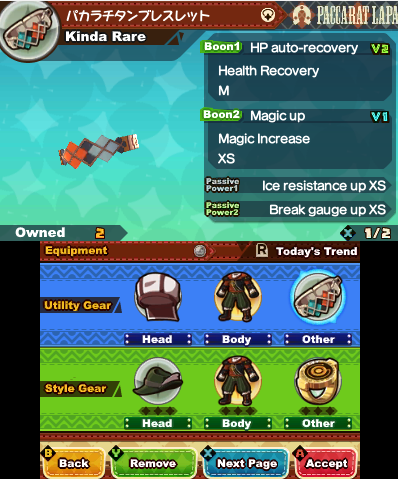 パカラチタンブレスレット
PACCARAT LAPA
Kinda Rare
Boon1 HP auto-recovery V2
Health Recovery
M
Boon2 Magic up V1
Magic Increase
XS
Passive Power1 Ice resistance up XS
Passive Power2 Break gauge up XS
Owned 2
X 1/2
Equipment
R Today's Trend
Utility Gear
Head Body Other
Style Gear
Head Body Other
B Back
Y Remove
X Next Page
A Accept